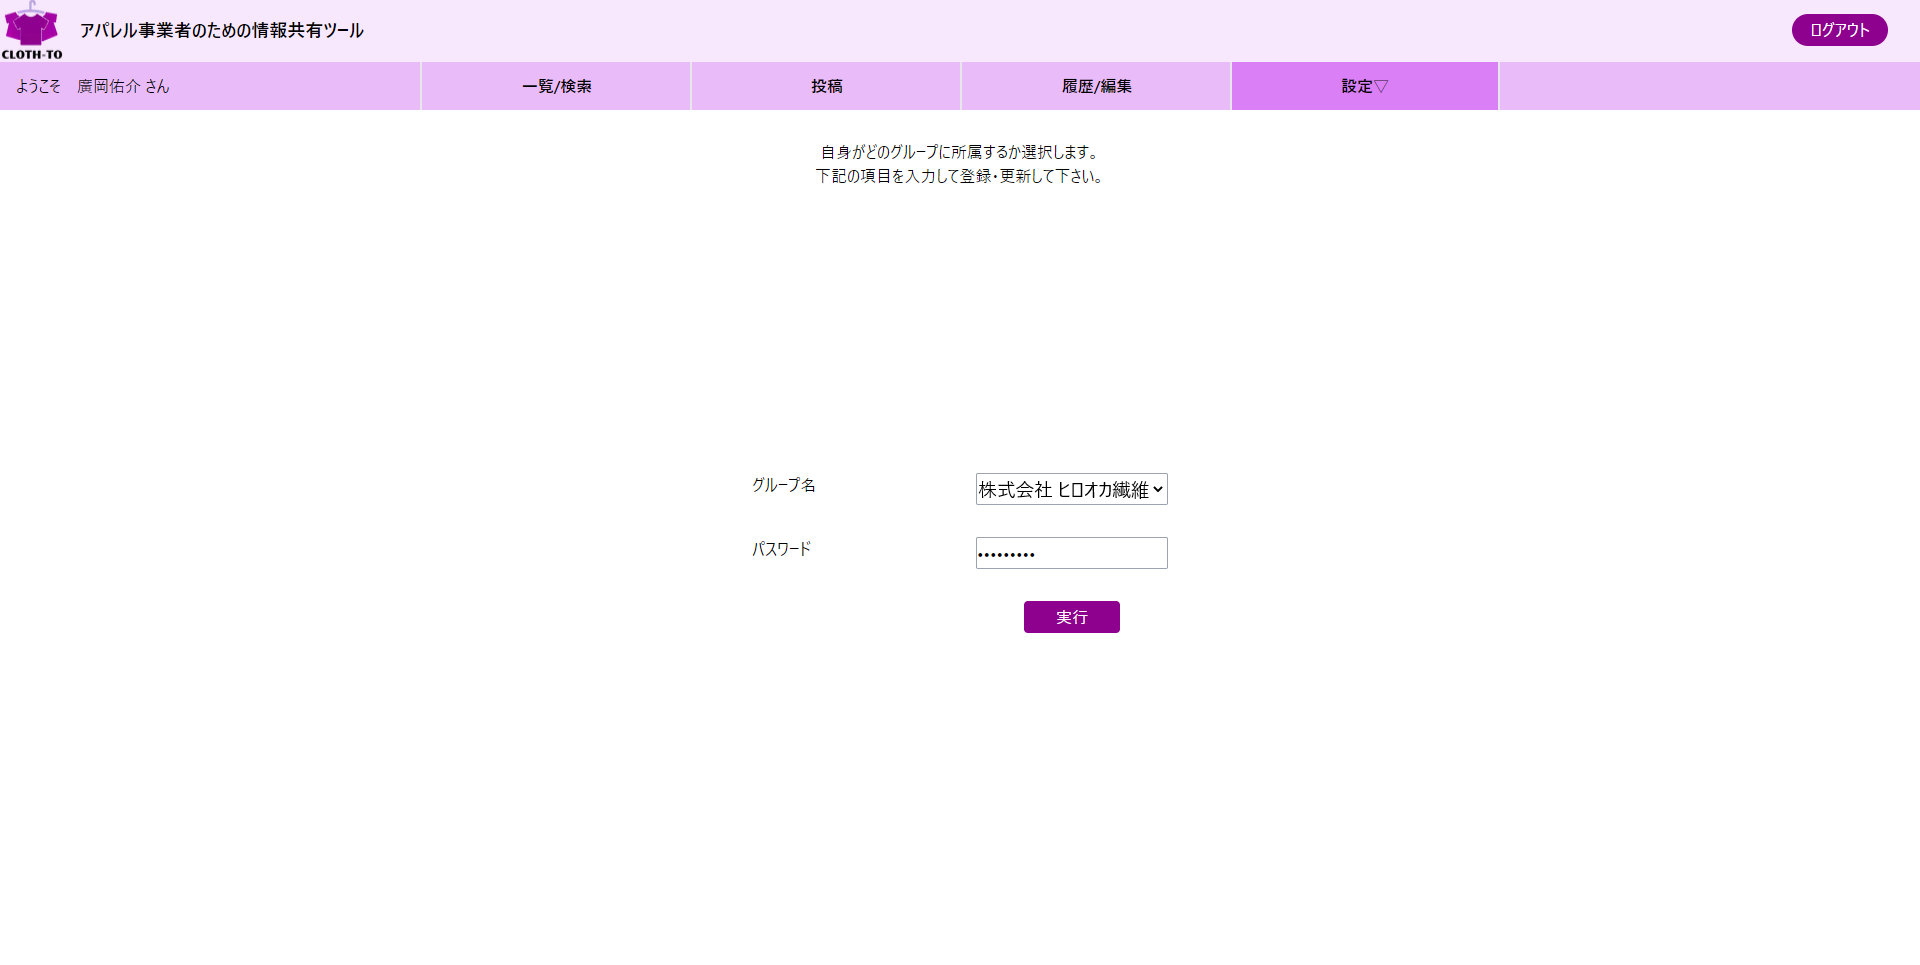 CLOTH-TO
アパレル事業者のための情報共有ツール
ログアウト
ようこそ 廣岡佑介 さん
一覧/検索
投稿
履歴/編集
設定▽
自身がどのグループに所属するか選択します。
下記の項目を入力して登録・更新して下さい。
グループ名
株式会社 ヒロオカ繊維
パスワード
•••••••••
実行